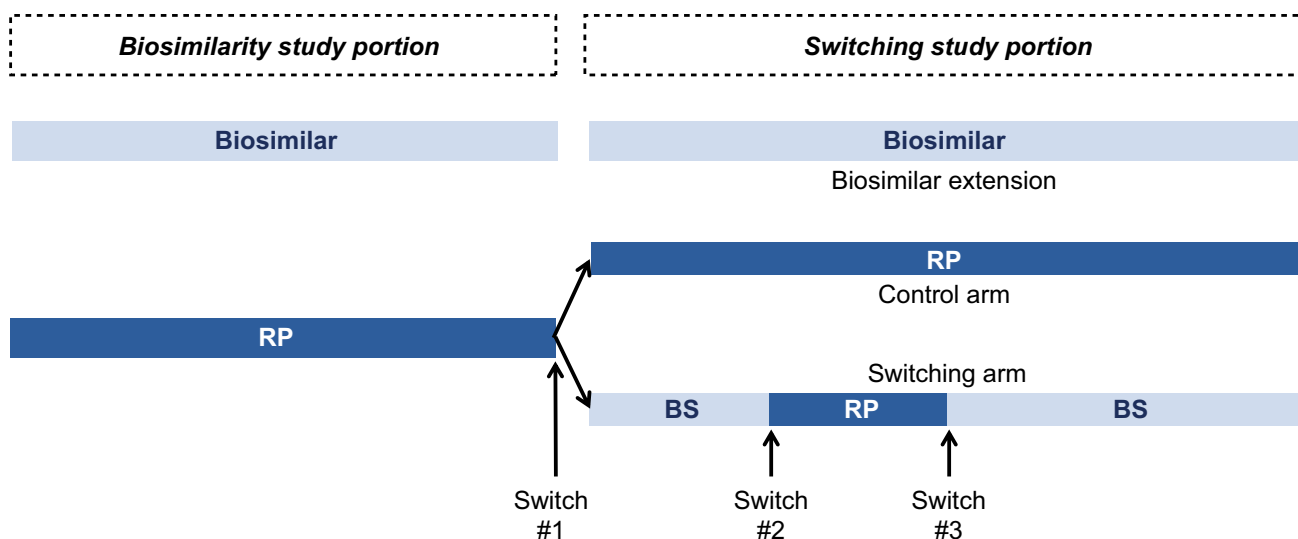 Biosimilarity study portion
Switching study portion
Biosimilar
Biosimilar
Biosimilar extension
RP
Control arm
RP
Switching arm
BS
RP
BS
Switch
#1
Switch
#2
Switch
#3